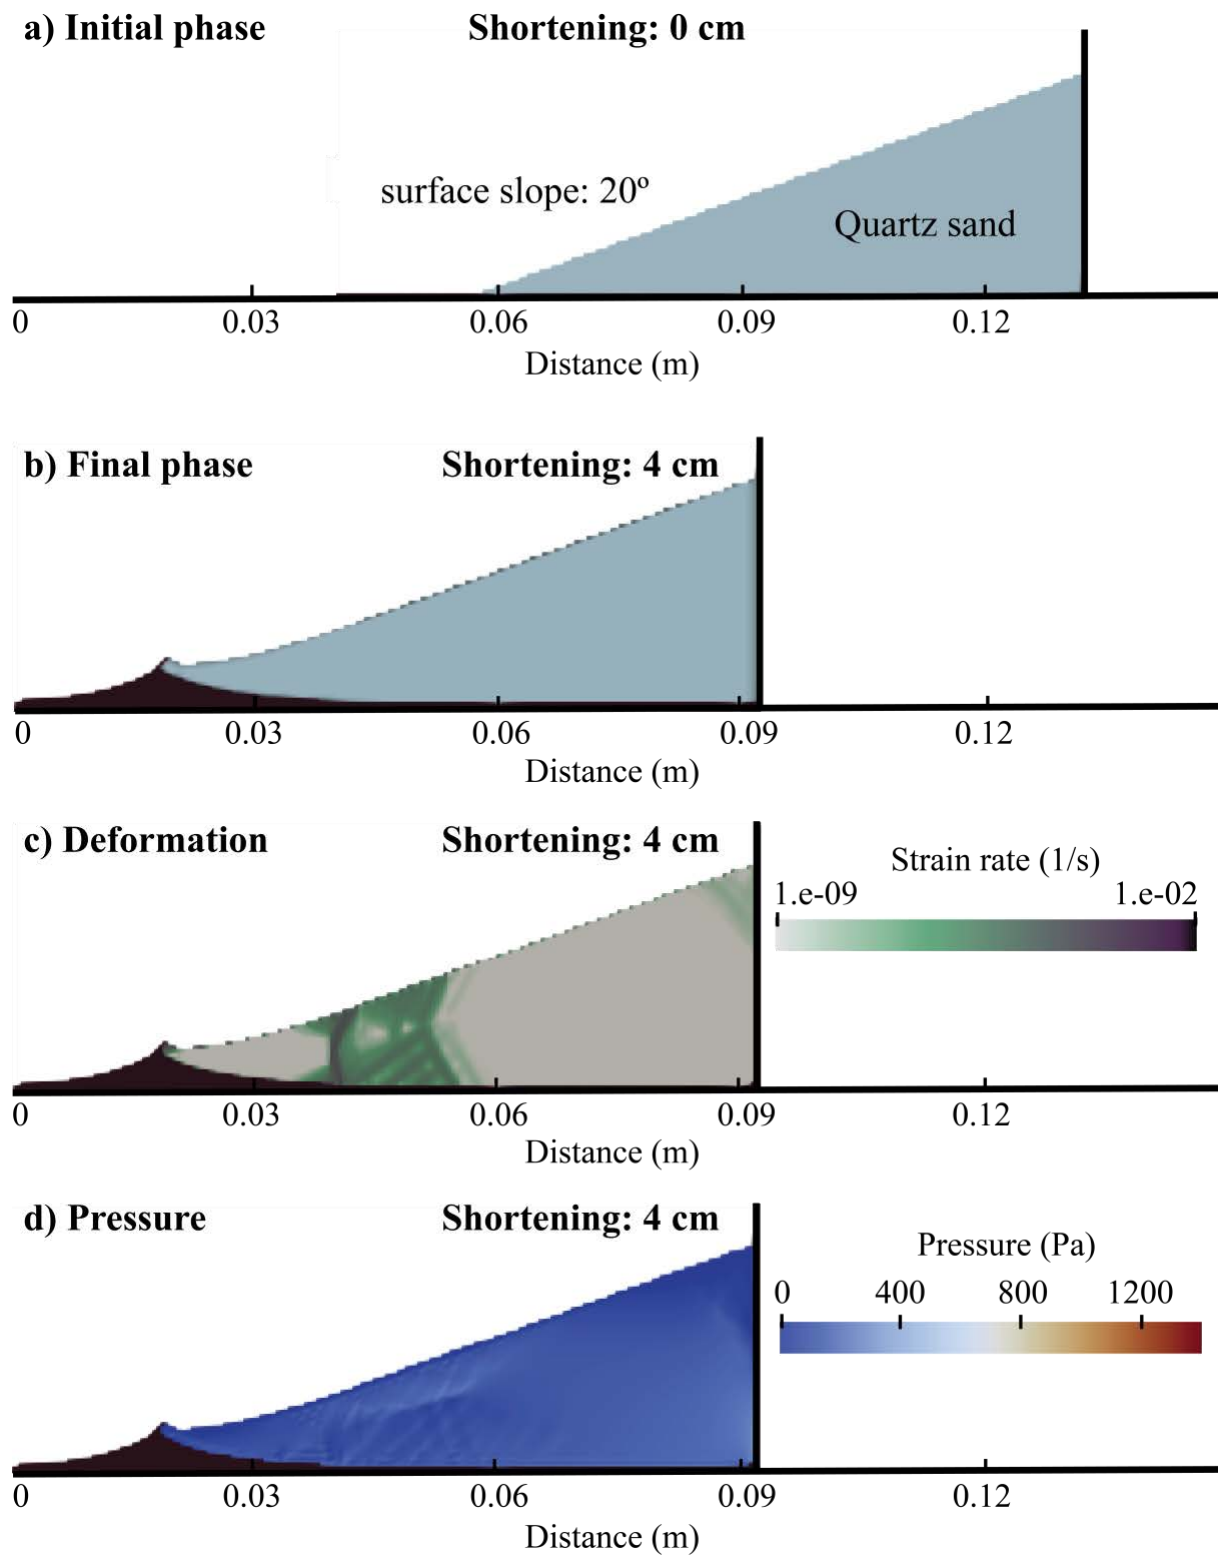 a) Initial phase Shortening: 0 cm
surface slope: 20º
Quartz sand
0 0.03 0.06 0.09 0.12
Distance (m)
b) Final phase Shortening: 4 cm
0 0.03 0.06 0.09 0.12
Distance (m)
c) Deformation Shortening: 4 cm
Strain rate (1/s)
1.e-09 1.e-02
0 0.03 0.06 0.09 0.12
Distance (m)
d) Pressure Shortening: 4 cm
Pressure (Pa)
0 400 800 1200
0 0.03 0.06 0.09 0.12
Distance (m)